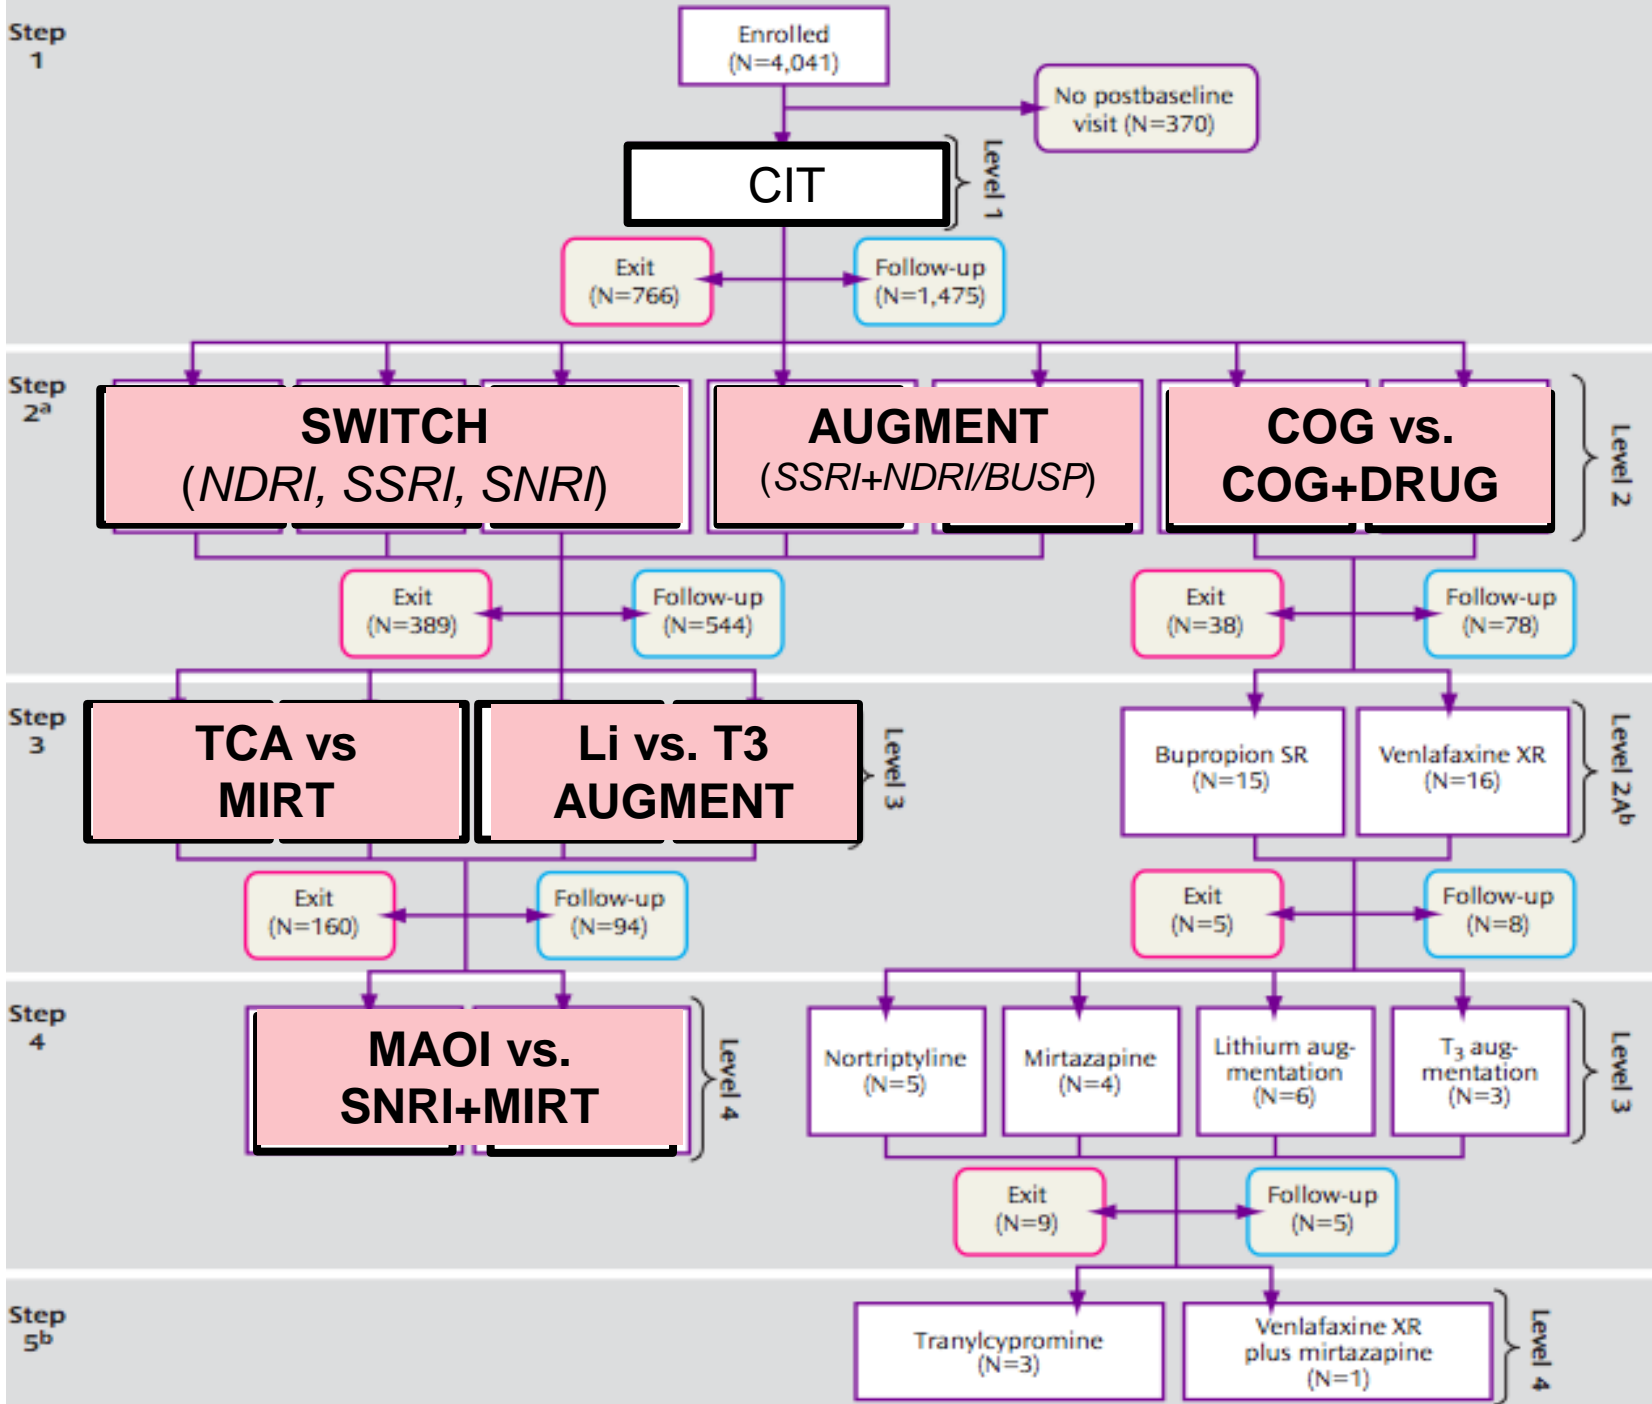 Step
1
Enrolled
(N=4,041)
No postbaseline
visit (N=370)
CIT
Level 1
Exit
(N=766)
Follow-up
(N=1,475)
Step
2a
SWITCH
(NDRI, SSRI, SNRI)
AUGMENT
(SSRI+NDRI/BUSP)
COG vs.
COG+DRUG
Level 2
Exit
(N=389)
Follow-up
(N=544)
Exit
(N=38)
Follow-up
(N=78)
Step
3
TCA vs
MIRT
Li vs. T3
AUGMENT
Level 3
Bupropion SR
(N=15)
Venlafaxine XR
(N=16)
Level 2Ab
Exit
(N=160)
Follow-up
(N=94)
Exit
(N=5)
Follow-up
(N=8)
Step
4
MAOI vs.
SNRI+MIRT
Level 4
Nortriptyline
(N=5)
Mirtazapine
(N=4)
Lithium aug-
mentation
(N=6)
T3 aug-
mentation
(N=3)
Level 3
Exit
(N=9)
Follow-up
(N=5)
Step
5b
Tranylcypromine
(N=3)
Venlafaxine XR
plus mirtazapine
(N=1)
Level 4